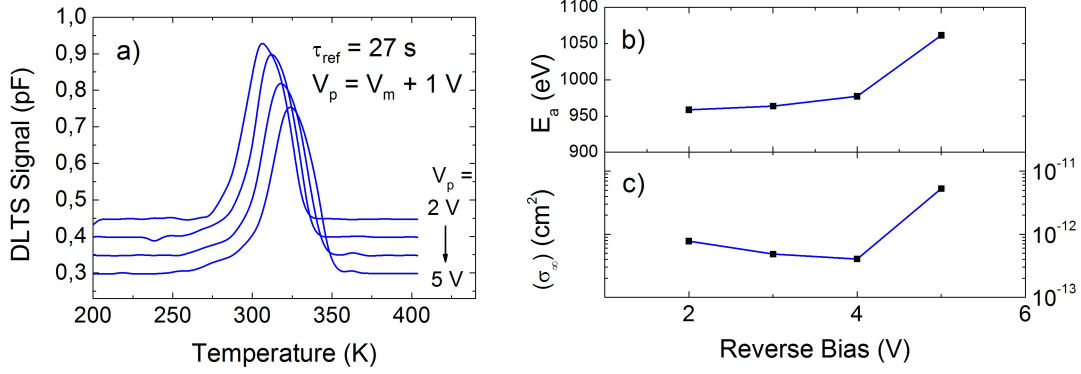 a)
τref = 27 s
Vp = Vm + 1 V
Vp =
2 V
5 V
1,0
0,9
0,8
0,7
0,6
0,5
0,4
0,3
DLTS Signal (pF)
200
250
300
350
400
Temperature (K)
b)
1100
1050
1000
950
900
Ea (eV)
c)
(σ∞) (cm²)
10⁻¹¹
10⁻¹²
10⁻¹³
2
3
4
5
6
Reverse Bias (V)